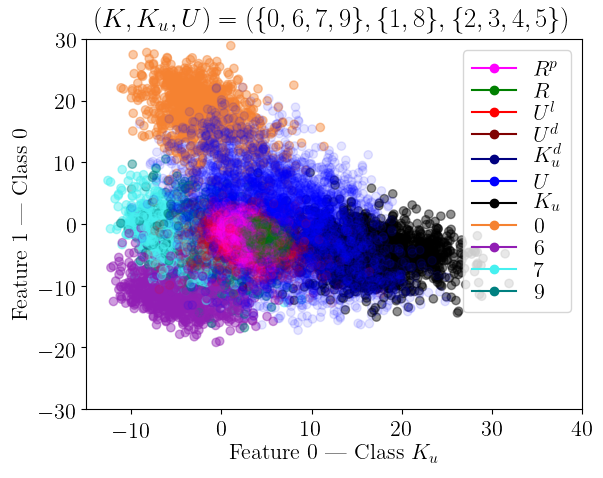 (K, K_u, U) = ({0, 6, 7, 9}, {1, 8}, {2, 3, 4, 5})
30
20
10
0
−10
−20
−30
Feature 1 — Class 0
R^p
R
U^l
U^d
K_u^d
U
K_u
0
6
7
9
−10
0
10
20
30
40
Feature 0 — Class K_u